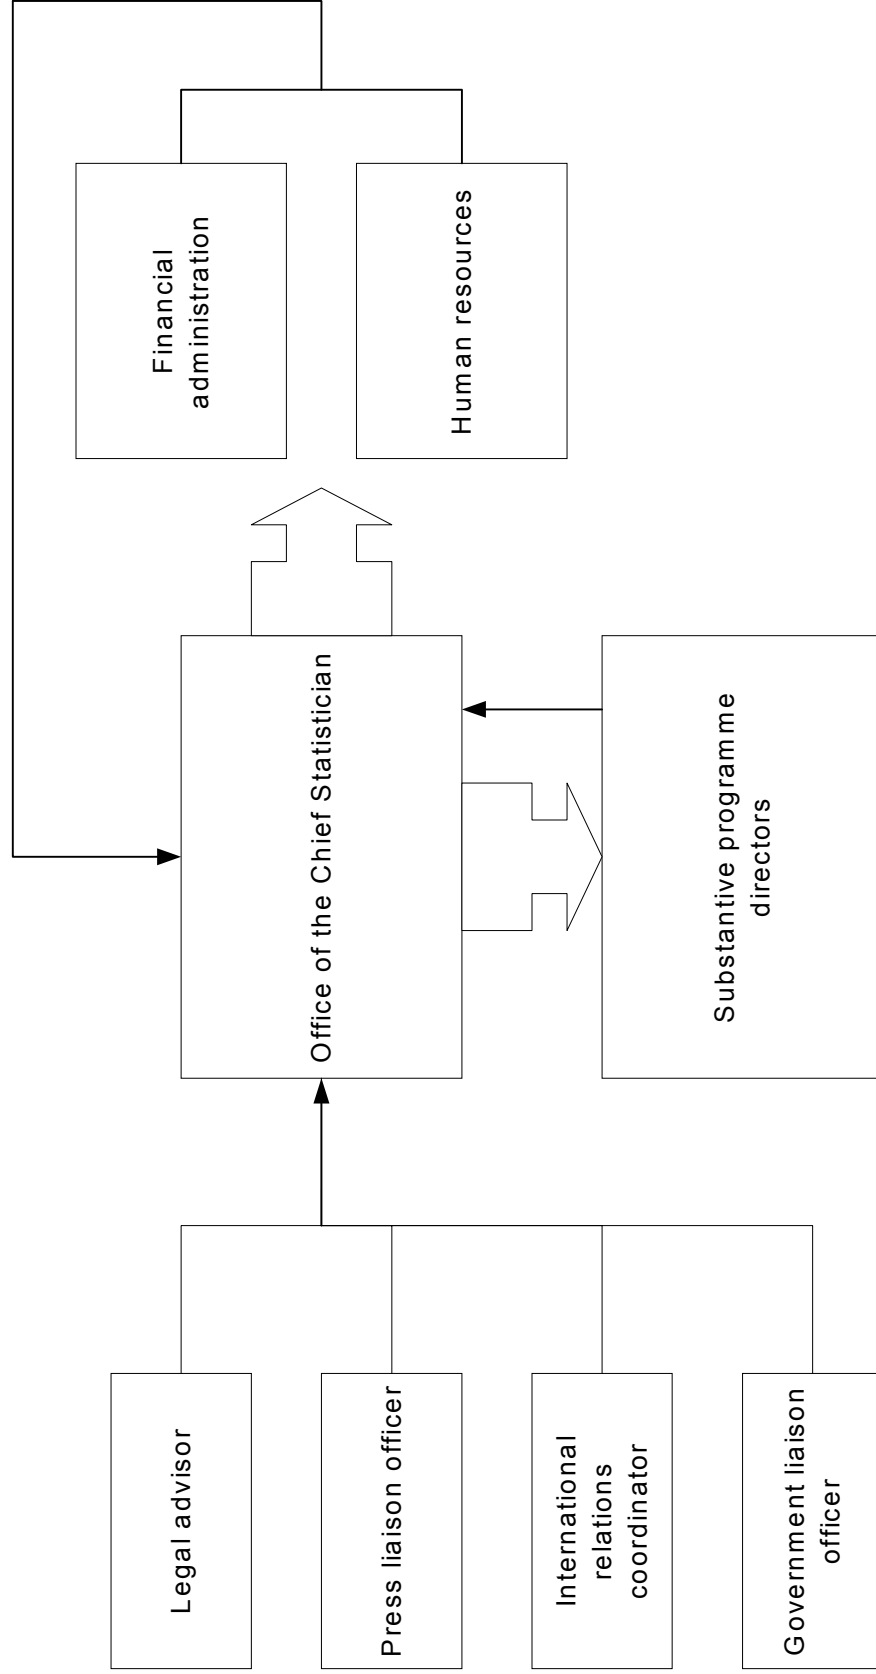 Legal advisor
Press liaison officer
International
relations
coordinator
Government liaison
officer
Office of the Chief Statistician
Substantive programme
directors
Financial
administration
Human resources